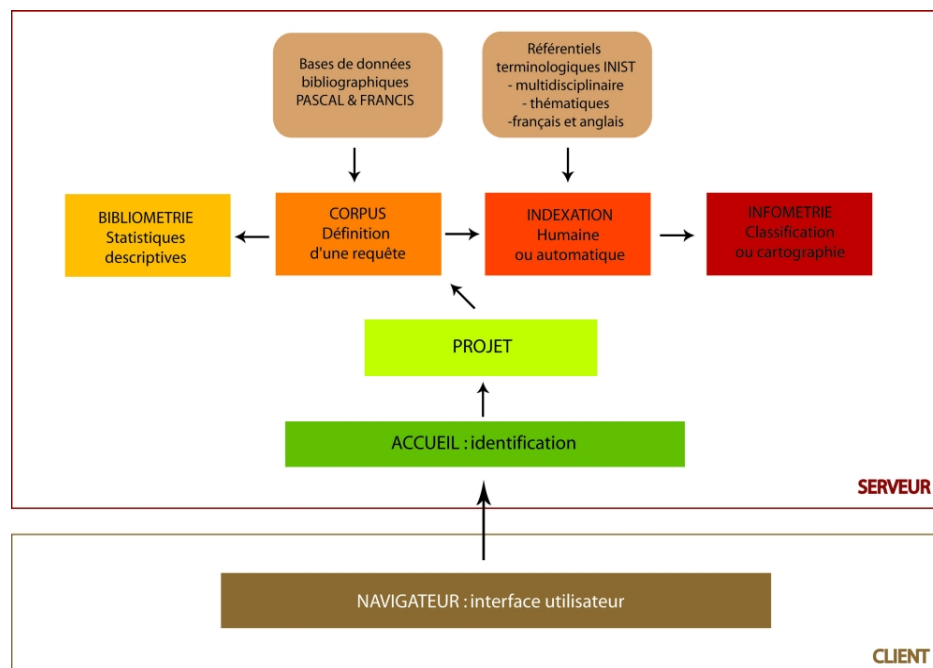 Bases de données
bibliographiques
PASCAL & FRANCIS
Référentiels
terminologiques INIST
- multidisciplinaire
- thématiques
-français et anglais
BIBLIOMETRIE
Statistiques
descriptives
CORPUS
Définition
d'une requête
INDEXATION
Humaine
ou automatique
INFOMETRIE
Classification
ou cartographie
PROJET
ACCUEIL : identification
SERVEUR
NAVIGATEUR : interface utilisateur
CLIENT